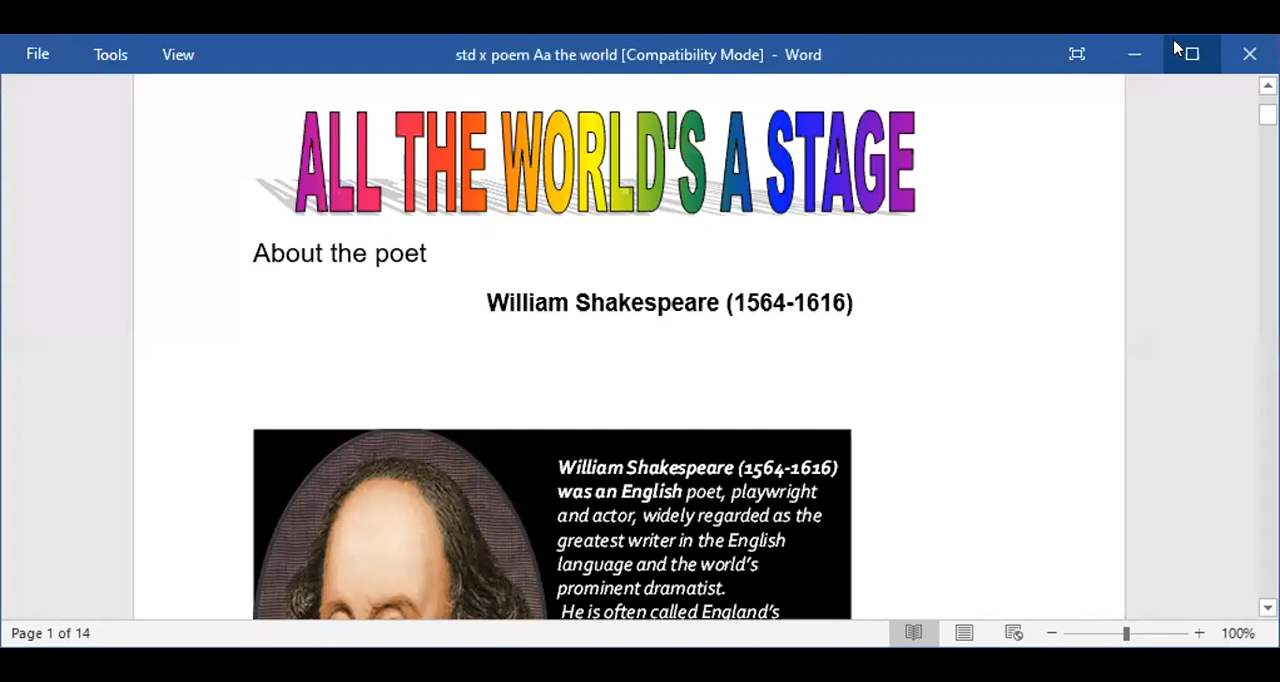 File Tools View std x poem Aa the world [Compatibility Mode] - Word
ALL THE WORLD'S A STAGE
About the poet
William Shakespeare (1564-1616)
William Shakespeare (1564-1616)
was an English poet, playwright
and actor, widely regarded as the
greatest writer in the English
language and the world's
prominent dramatist.
He is often called England's
Page 1 of 14 100%